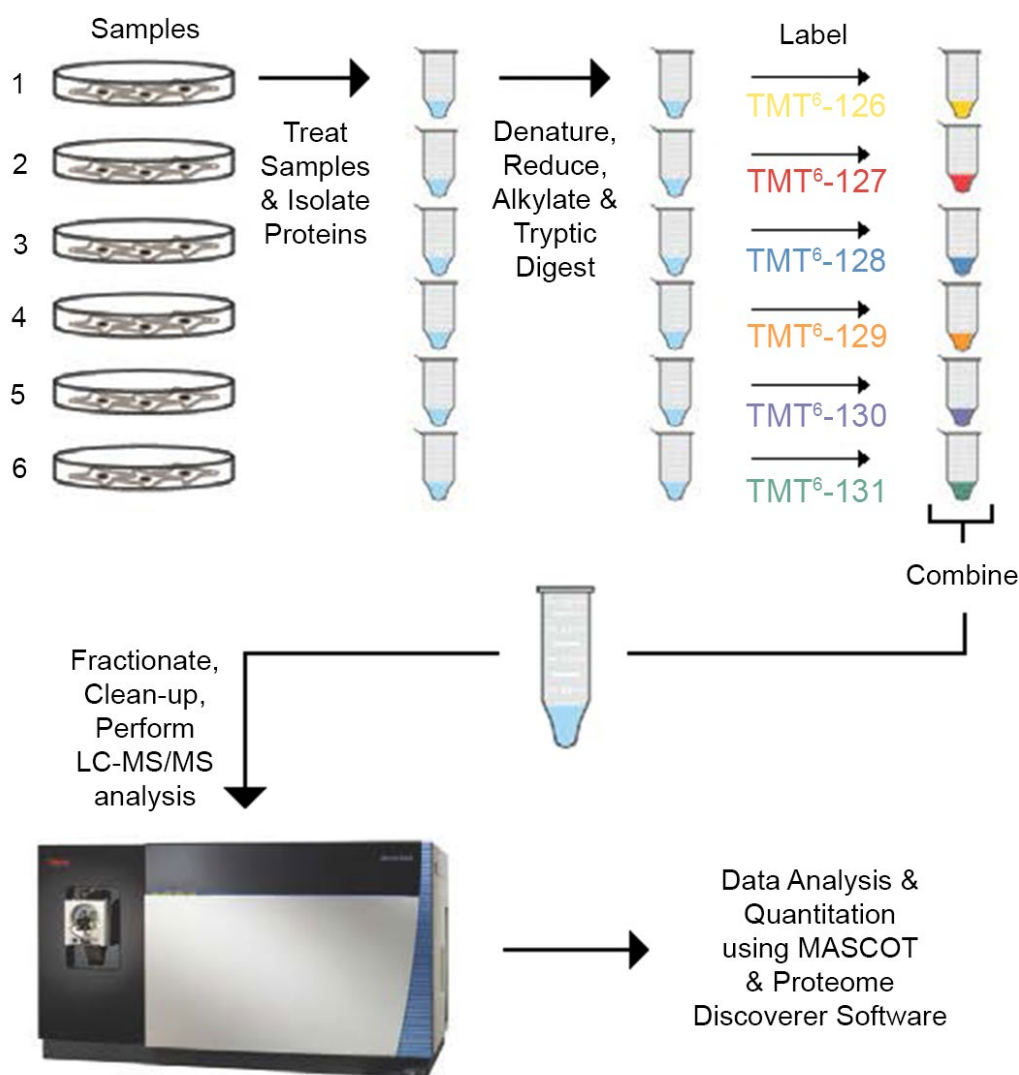 Samples
Label
1
2
3
4
5
6
Treat
Samples
& Isolate
Proteins
Denature,
Reduce,
Alkylate &
Tryptic
Digest
TMT⁶-126
TMT⁶-127
TMT⁶-128
TMT⁶-129
TMT⁶-130
TMT⁶-131
Combine
Fractionate,
Clean-up,
Perform
LC-MS/MS
analysis
Data Analysis &
Quantitation
using MASCOT
& Proteome
Discoverer Software